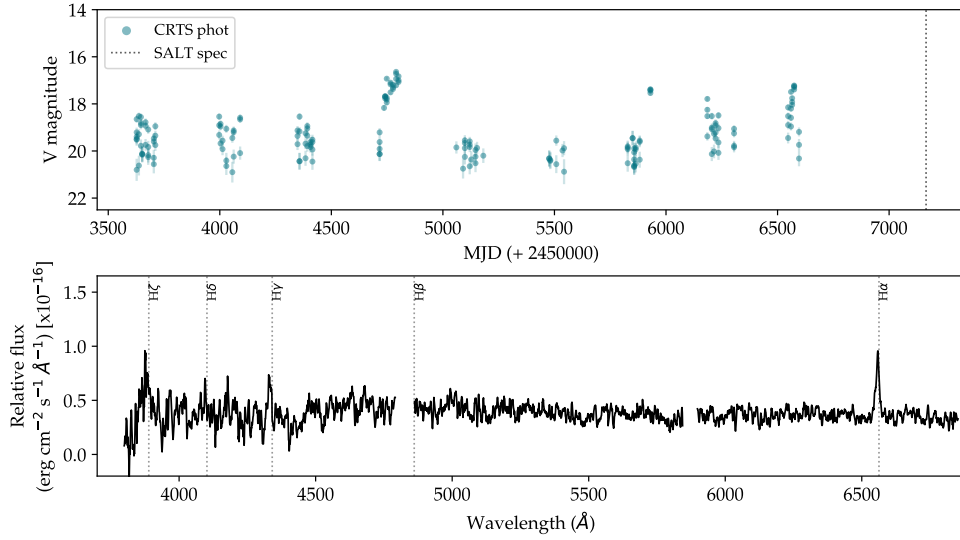 14
16
18
20
22
V magnitude
CRTS phot
SALT spec
3500 4000 4500 5000 5500 6000 6500 7000
MJD (+ 2450000)
1.5
1.0
0.5
0.0
Relative flux
(erg cm⁻² s⁻¹ Å⁻¹) [x10⁻¹⁶]
Hζ Hδ Hγ Hβ Hα
4000 4500 5000 5500 6000 6500
Wavelength (Å)